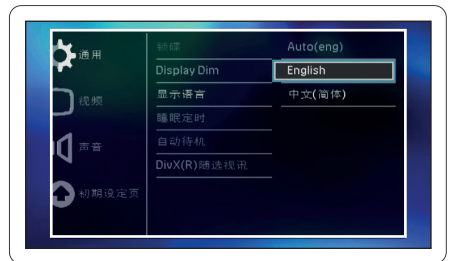 通用
视频
声音
初期设定页
锁碟
Display Dim
显示语言
睡眠定时
自动待机
DivX(R)随选视讯
Auto(eng)
English
中文(简体)